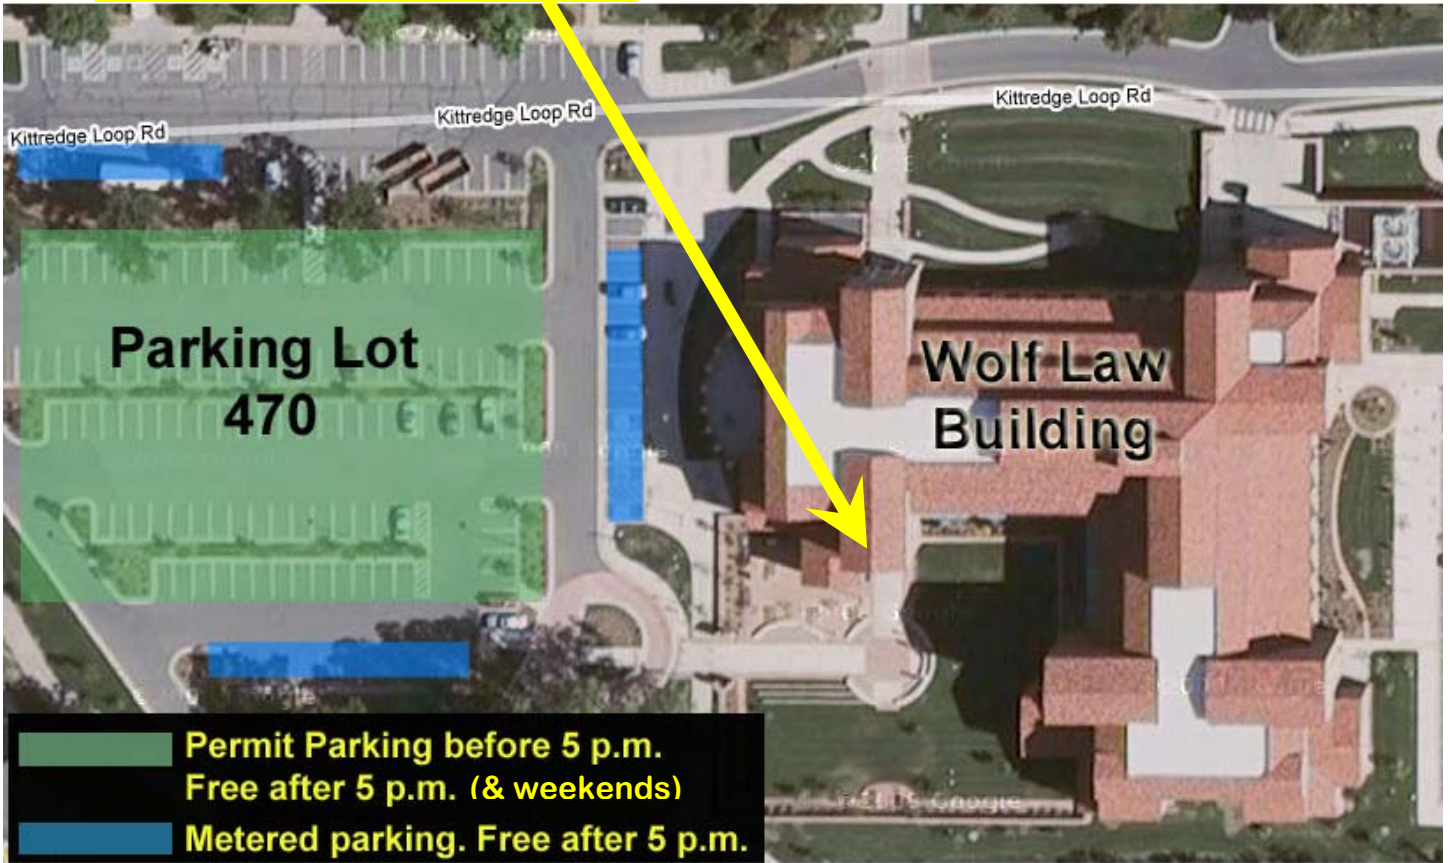 Kittredge Loop Rd
Kittredge Loop Rd
Kittredge Loop Rd
Parking Lot
470
Wolf Law
Building
Permit Parking before 5 p.m.
Free after 5 p.m. (& weekends)
Metered parking. Free after 5 p.m.
Google